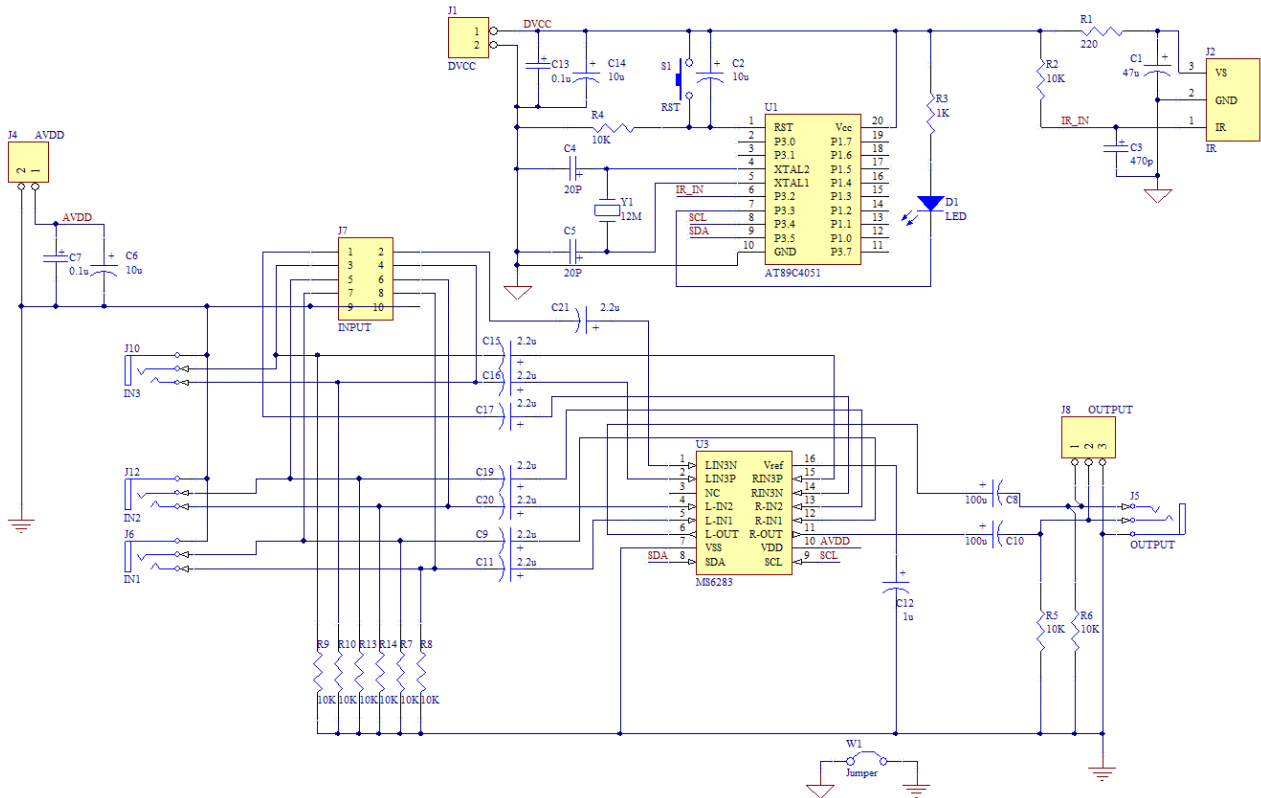 J1
1
2
DVCC
DVCC
C13
0.1u
C14
10u
S1
RST
C2
10u
R4
10K
R3
1K
R2
10K
R1
220
C1
47u
J2
3
VS
2
GND
1
IR
IR
IR_IN
C3
470p
D1
LED
U1
1
RST
Vcc
20
2
P3.0
P1.7
19
3
P3.1
P1.6
18
4
XTAL2
P1.5
17
5
XTAL1
P1.4
16
IR_IN
6
P3.2
P1.3
15
7
P3.3
P1.2
14
SCL
8
P3.4
P1.1
13
SDA
9
P3.5
P1.0
12
10
GND
P3.7
11
AT89C4051
C4
20P
Y1
12M
C5
20P
J4
AVDD
2
1
AVDD
C7
0.1u
C6
10u
J7
1
2
3
4
5
6
7
8
9
10
INPUT
C21
2.2u
J10
IN3
C15
2.2u
C16
2.2u
C17
2.2u
J12
IN2
C19
2.2u
C20
2.2u
J6
IN1
C9
2.2u
C11
2.2u
U3
1
LIN3N
Vref
16
2
LIN3P
RIN3P
15
3
NC
RIN3N
14
4
L-IN2
R-IN2
13
5
L-IN1
R-IN1
12
6
L-OUT
R-OUT
11
7
VSS
VDD
10
AVDD
SDA
8
SDA
SCL
9
SCL
MS6283
C12
1u
100u
C8
100u
C10
J8
OUTPUT
1
2
3
J5
OUTPUT
R5
10K
R6
10K
R9
R10
R13
R14
R7
R8
10K
10K
10K
10K
10K
10K
W1
Jumper